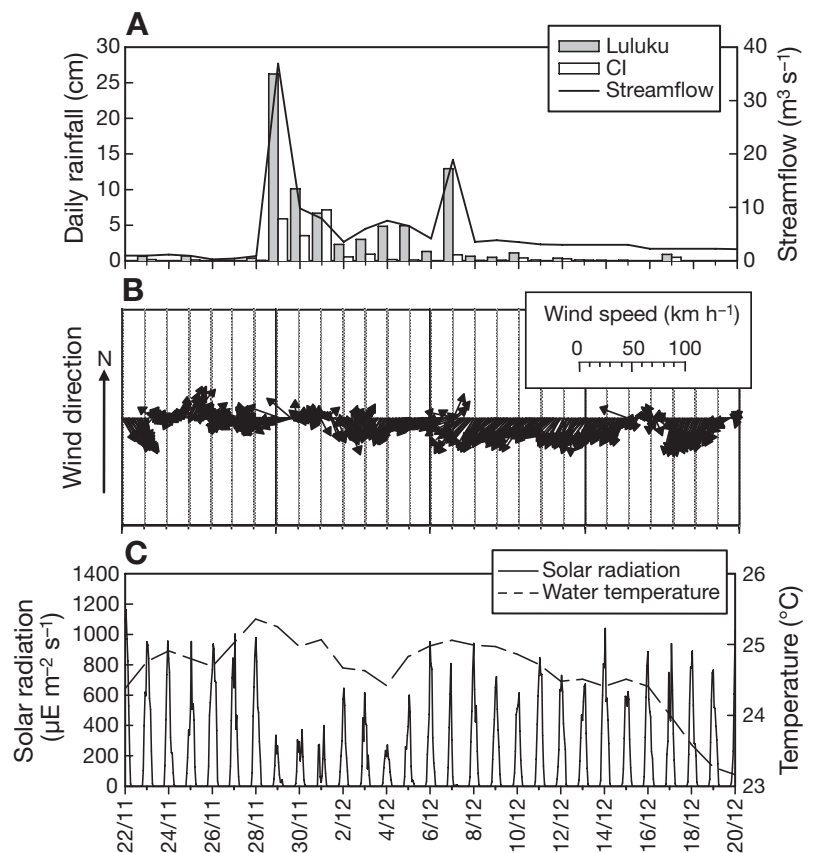 A
30
25
20
15
10
5
0
Daily rainfall (cm)
Luluku
CI
Streamflow
40
30
20
10
0
Streamflow (m³ s⁻¹)
B
Wind direction
N
Wind speed (km h⁻¹)
0 50 100
C
1400
1200
1000
800
600
400
200
0
Solar radiation
(µE m⁻² s⁻¹)
Solar radiation
Water temperature
26
25
24
23
Temperature (°C)
22/11
24/11
26/11
28/11
30/11
2/12
4/12
6/12
8/12
10/12
12/12
14/12
16/12
18/12
20/12